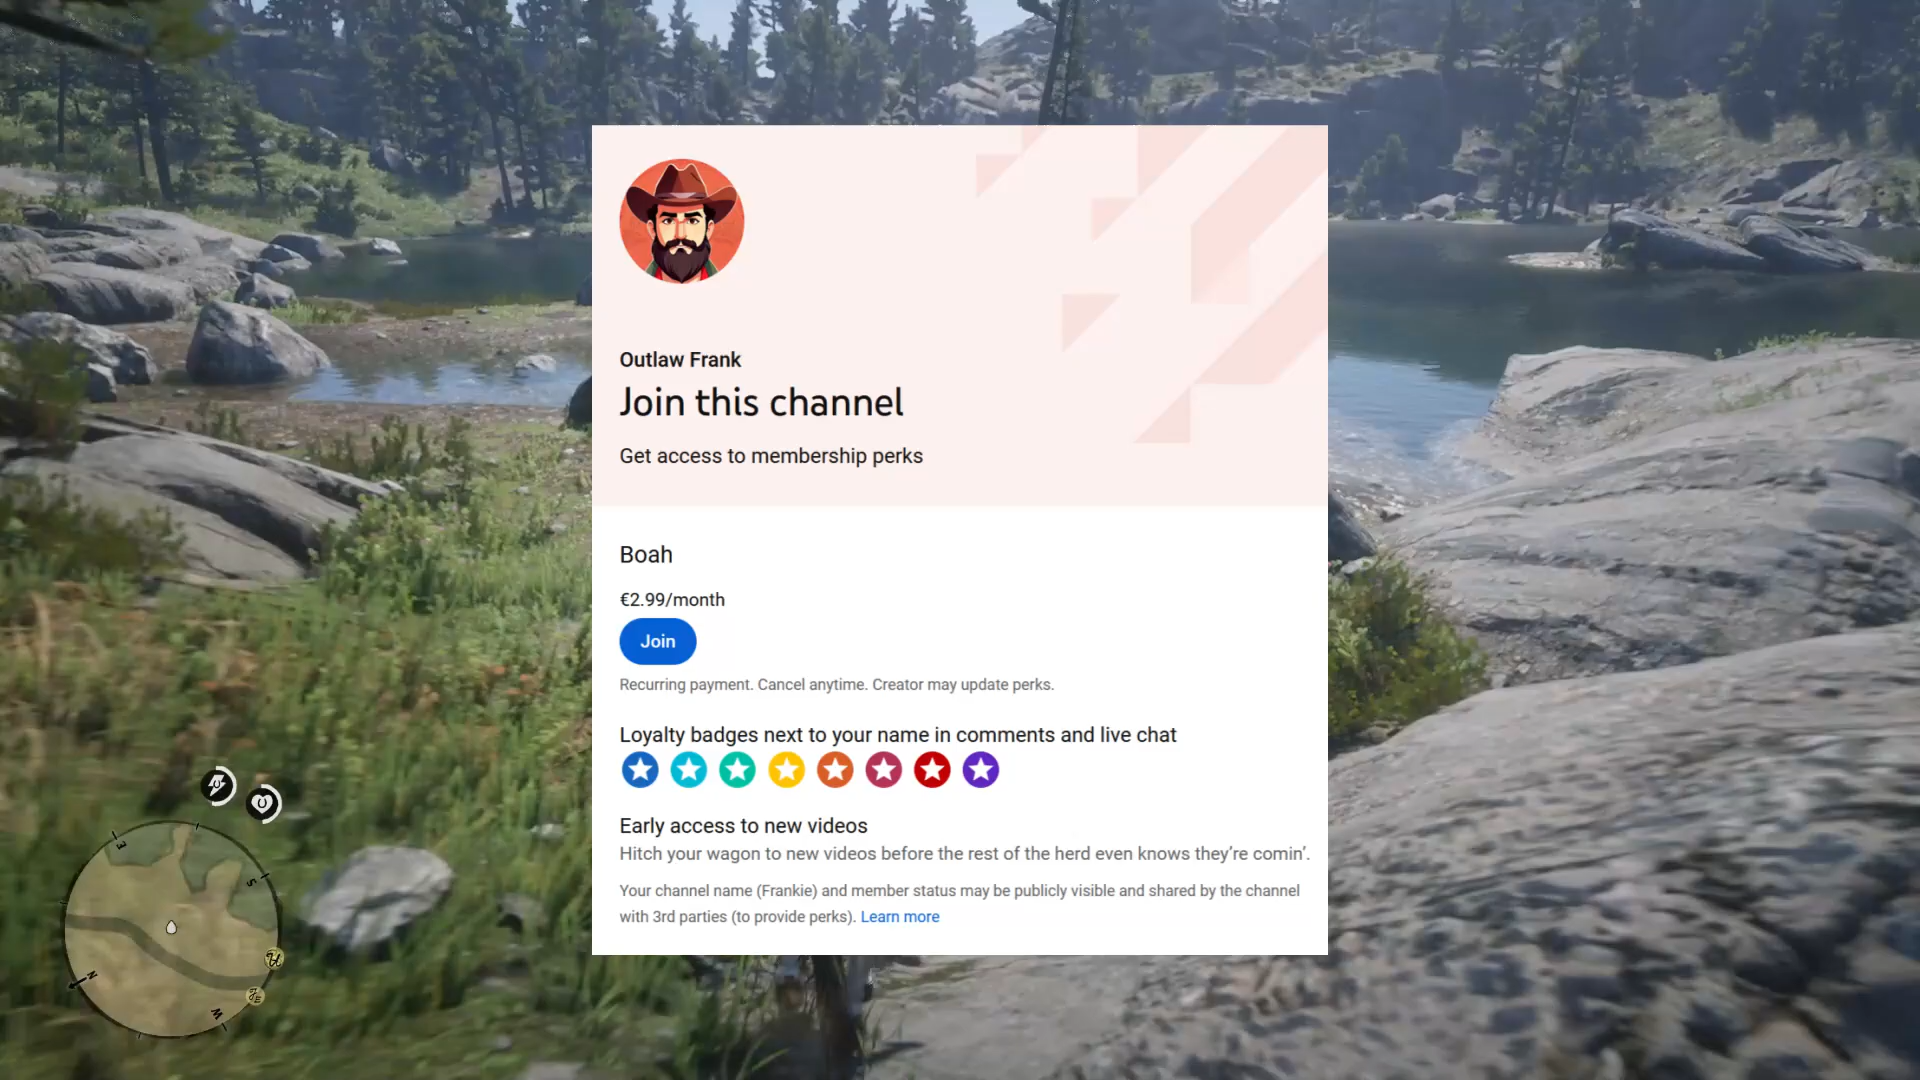 Outlaw Frank
Join this channel
Get access to membership perks
Boah
€2.99/month
Join
Recurring payment. Cancel anytime. Creator may update perks.
Loyalty badges next to your name in comments and live chat
Early access to new videos
Hitch your wagon to new videos before the rest of the herd even knows they’re comin’.
Your channel name (Frankie) and member status may be publicly visible and shared by the channel
with 3rd parties (to provide perks). Learn more
E
S
N
W